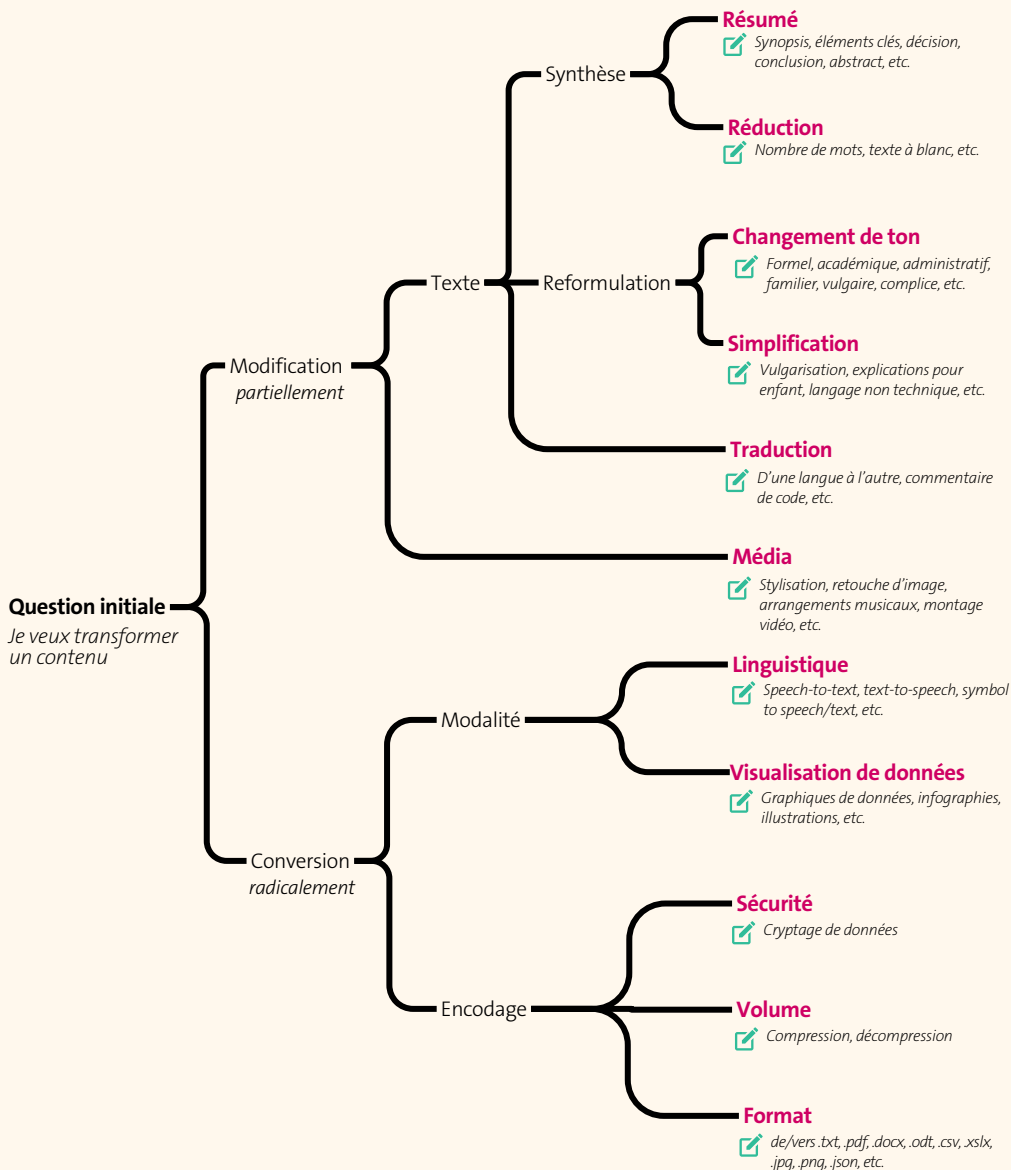 Résumé
Synopsis, éléments clés, décision,
conclusion, abstract, etc.
Synthèse
Réduction
Nombre de mots, texte à blanc, etc.
Changement de ton
Formel, académique, administratif,
familier, vulgaire, complice, etc.
Texte
Reformulation
Simplification
Vulgarisation, explications pour
enfant, langage non technique, etc.
Modification
partiellement
Traduction
D'une langue à l'autre, commentaire
de code, etc.
Média
Stylisation, retouche d'image,
arrangements musicaux, montage
vidéo, etc.
Question initiale
Je veux transformer
un contenu
Linguistique
Speech-to-text, text-to-speech, symbol
to speech/text, etc.
Modalité
Visualisation de données
Graphiques de données, infographies,
illustrations, etc.
Conversion
radicalement
Sécurité
Cryptage de données
Encodage
Volume
Compression, décompression
Format
de/vers .txt, .pdf, .docx, .odt, .csv, .xslx,
.jpg, .png, .json, etc.